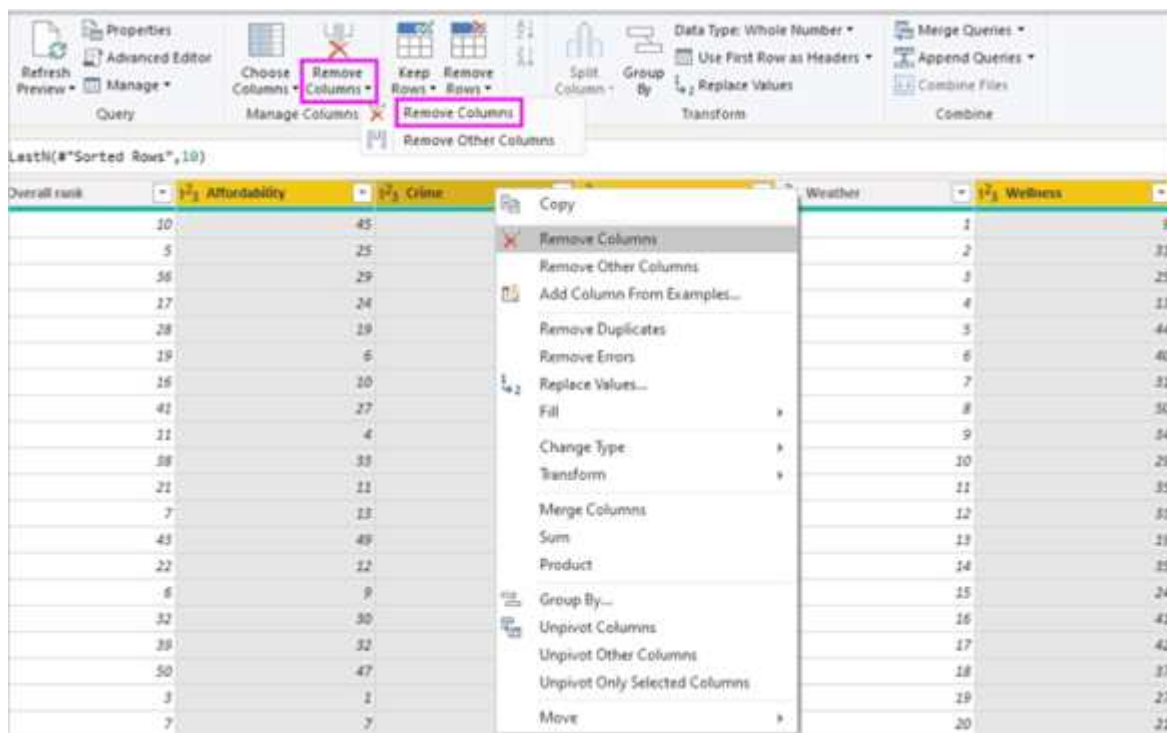 Properties
Advanced Editor
Manage
Refresh
Preview
Query
Choose
Columns
Remove
Columns
Manage Columns
Keep
Rows
Remove
Rows
Remove Columns
Remove Other Columns
Split
Column
Group
By
Data Type: Whole Number
Use First Row as Headers
Replace Values
Transform
Merge Queries
Append Queries
Combine Files
Combine
LastN(#"Sorted Rows",10)
Overall rank Affordability Crime Weather Wellness
10 45 1
5 25 2
36 29 3
17 24 4
28 19 5
19 6 6
16 10 7
41 27 8
11 4 9
38 33 10
21 11 11
7 13 12
43 49 13
22 12 14
6 9 15
32 30 16
39 32 17
50 47 18
3 1 19
7 7 20
Copy
Remove Columns
Remove Other Columns
Add Column From Examples...
Remove Duplicates
Remove Errors
Replace Values...
Fill
Change Type
Transform
Merge Columns
Sum
Product
Group By...
Unpivot Columns
Unpivot Other Columns
Unpivot Only Selected Columns
Move